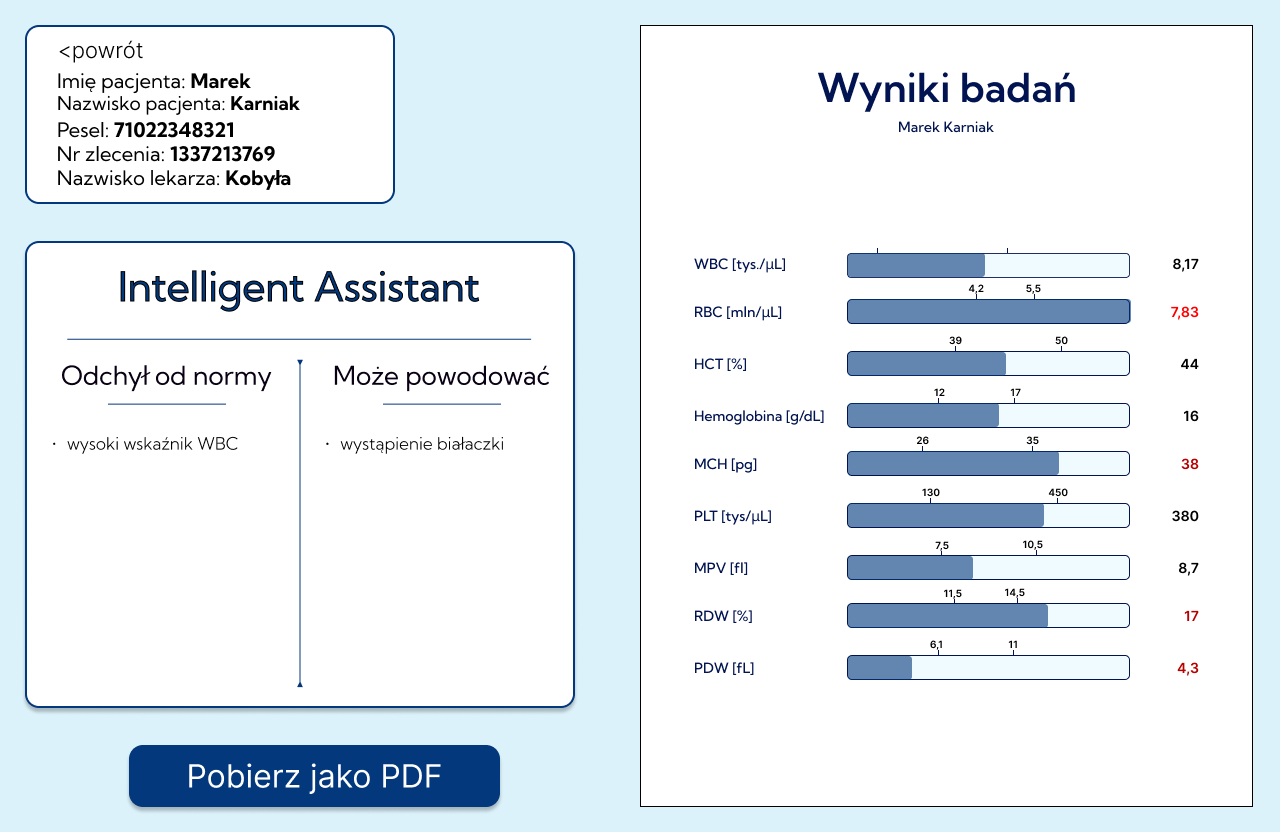 <powrót
Imię pacjenta: Marek
Nazwisko pacjenta: Karniak
Pesel: 71022348321
Nr zlecenia: 1337213769
Nazwisko lekarza: Kobyła
Intelligent Assistant
Odchył od normy
Może powodować
· wysoki wskaźnik WBC
· wystąpienie białaczki
Pobierz jako PDF
Wyniki badań
Marek Karniak
WBC [tys./µL] 8,17
4,2 5,5
RBC [mln/µL] 7,83
39 50
HCT [%] 44
12 17
Hemoglobina [g/dL] 16
26 35
MCH [pg] 38
130 450
PLT [tys/µL] 380
7,5 10,5
MPV [fl] 8,7
11,5 14,5
RDW [%] 17
6,1 11
PDW [fL] 4,3